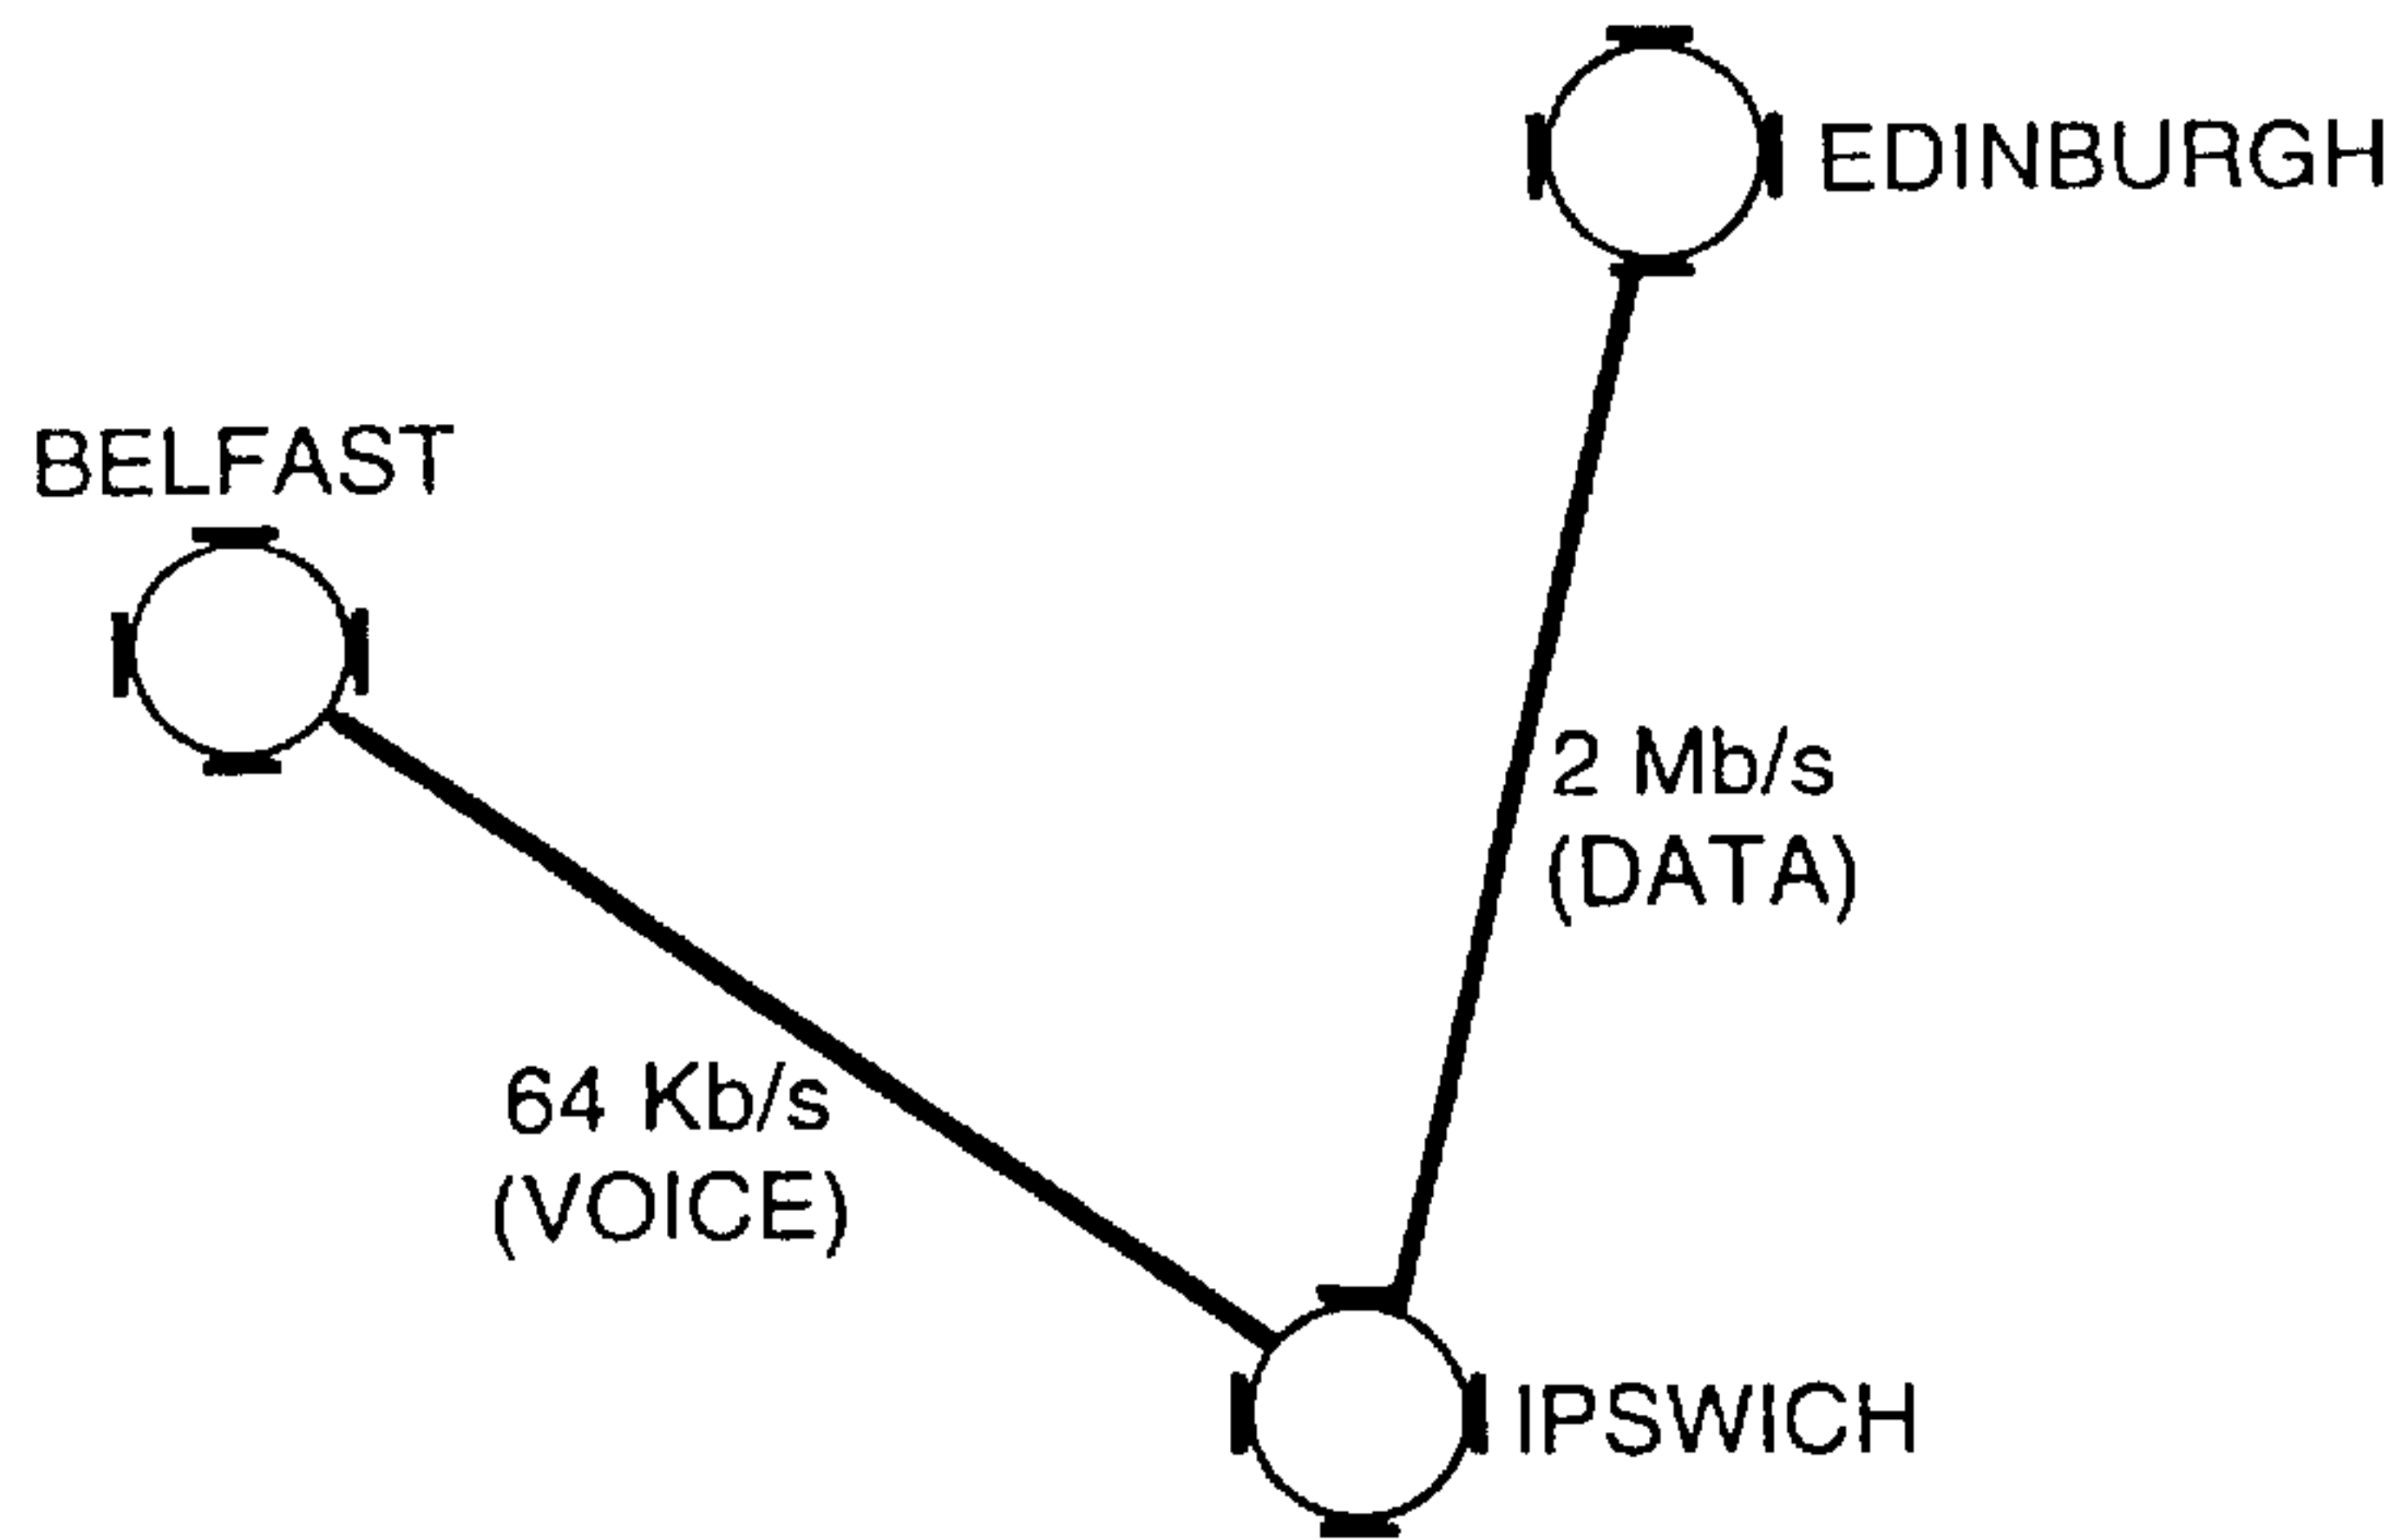 EDINBURGH
BELFAST
2 Mb/s
(DATA)
64 Kb/s
(VOICE)
IPSWICH